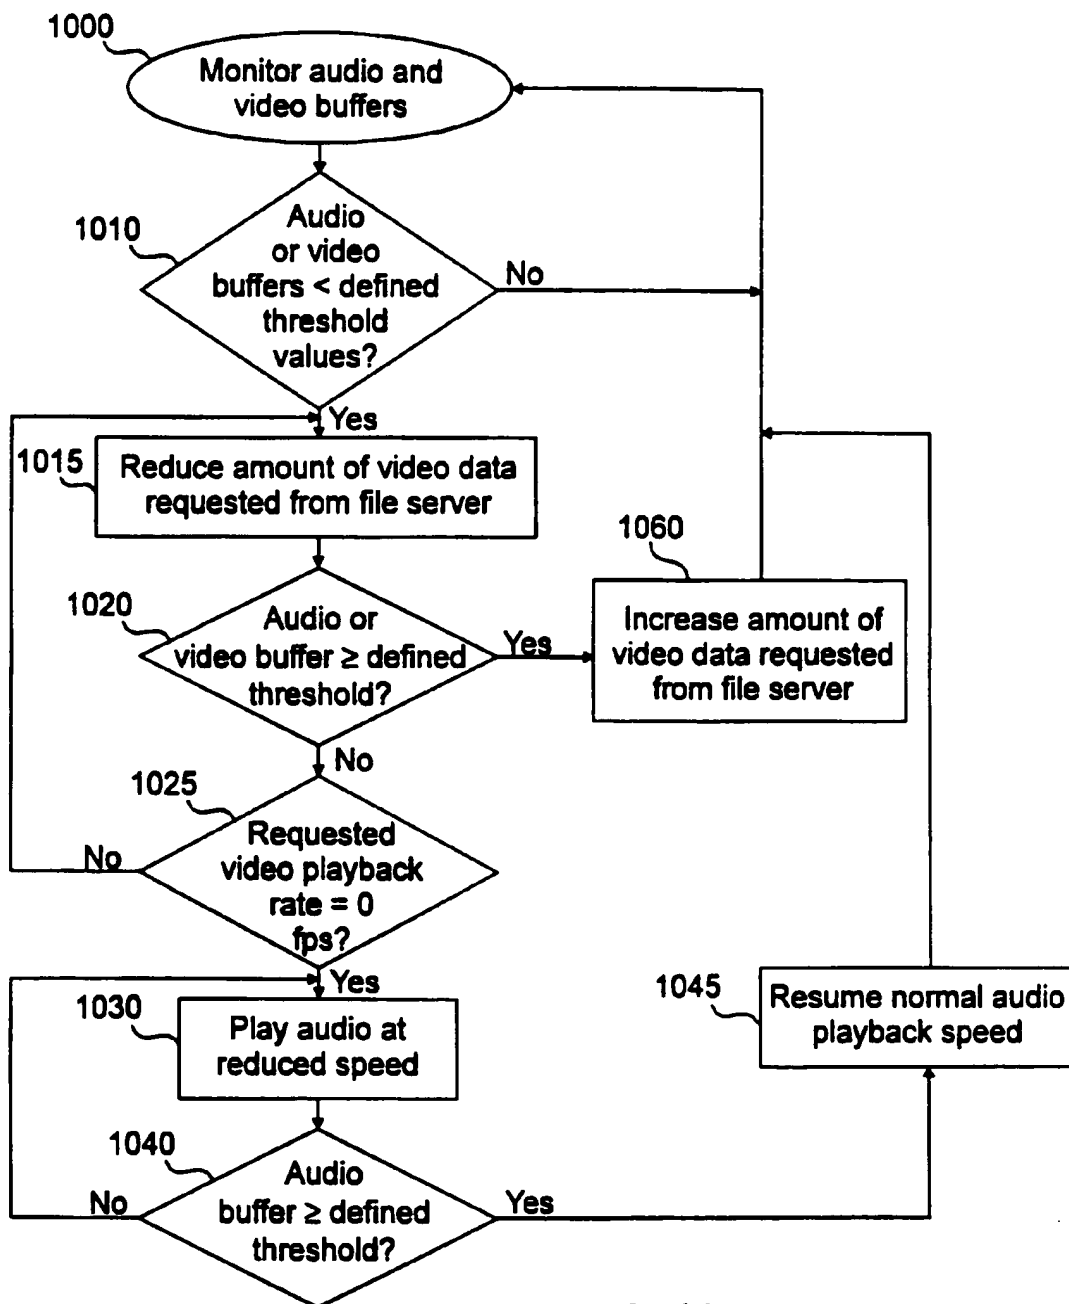 1000
Monitor audio and
video buffers
1010
Audio
or video
buffers < defined
threshold
values?
No
Yes
1015
Reduce amount of video data
requested from file server
1060
Increase amount of
video data requested
from file server
1020
Audio or
video buffer ≥ defined
threshold?
Yes
No
1025
Requested
video playback
rate = 0
fps?
No
Yes
1030
Play audio at
reduced speed
1045
Resume normal audio
playback speed
1040
Audio
buffer ≥ defined
threshold?
No
Yes